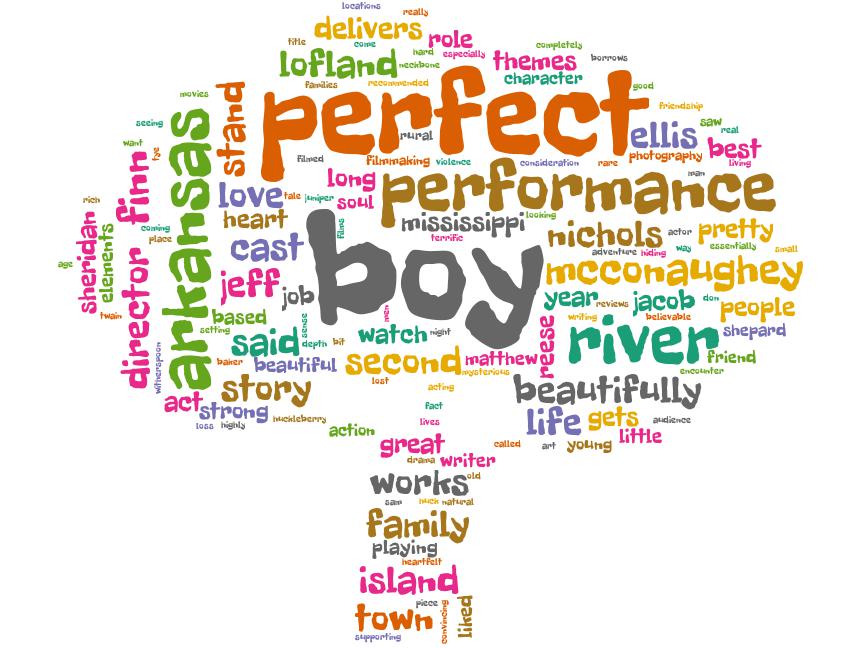 locations
really
title
delivers
come
hard
role
especially
completely
lofland
neckbone
themes
borrows
families
recommended
character
good
movies
stand
perfect
friendship
seeing
arkansas
rural
ellis
saw
real
want
tye
filmed
filmmaking
violence
consideration
rare
photography
best
living
director finn
love
tale
juniper
long
soul
performance
man
rich
sheridan
elements
coming
place
heart
films
mississippi
looking
terrific
nichols
actor
pretty
cast
boy
adventure
hiding
way
essentially
small
age
jeff
job
mcconaughey
twain
based
setting
sense
men
year
reviews
jacob
don
people
writing
believable
said
depth
bit
watch
night
reese
river
shepard
witherspoon
baker
beautiful
second
matthew
mysterious
friend
encounter
story
lost
acting
beautifully
act
strong
huckleberry
loss
highly
fact
life
gets
audience
action
lives
little
great
called
art
young
drama
writer
works
old
sam
huck
natural
family
playing
heartfelt
island
piece
town
convincing
liked
supporting